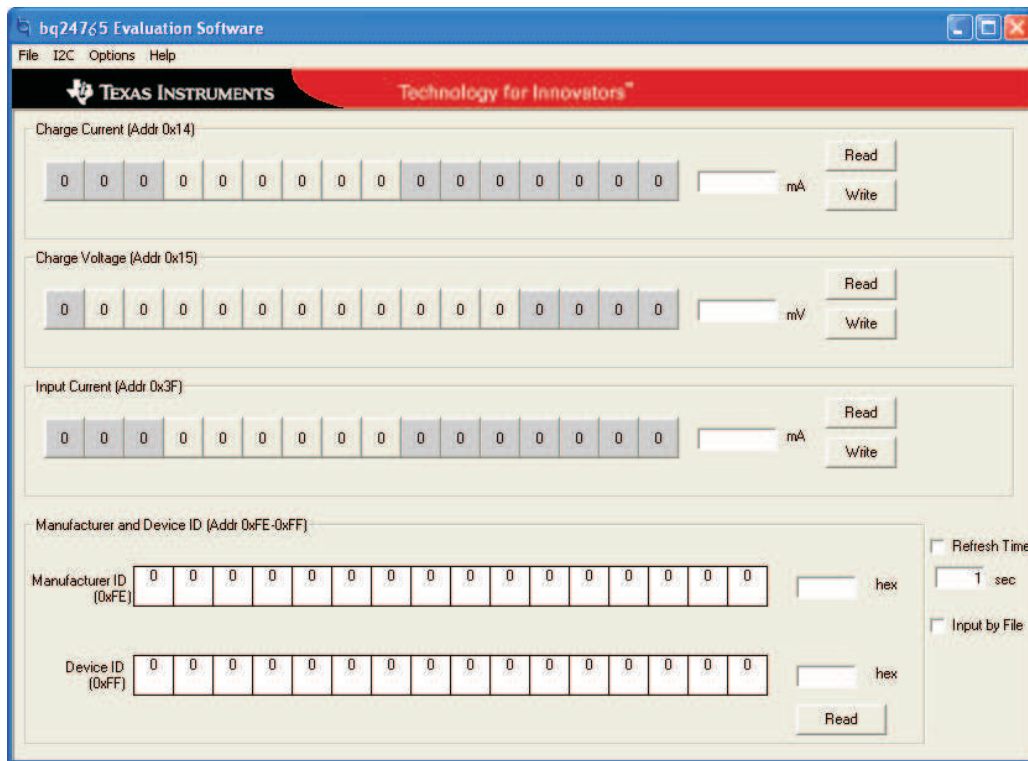 bq24765 Evaluation Software
File I2C Options Help
TEXAS INSTRUMENTS Technology for Innovators™
Charge Current (Addr 0x14)
0 0 0 0 0 0 0 0 0 0 0 0 0 0 0 0 mA
Read
Write
Charge Voltage (Addr 0x15)
0 0 0 0 0 0 0 0 0 0 0 0 0 0 0 0 mV
Read
Write
Input Current (Addr 0x3F)
0 0 0 0 0 0 0 0 0 0 0 0 0 0 0 0 mA
Read
Write
Manufacturer and Device ID (Addr 0xFE-0xFF)
Manufacturer ID
(0xFE)
0 0 0 0 0 0 0 0 0 0 0 0 0 0 0 0 hex
Device ID
(0xFF)
0 0 0 0 0 0 0 0 0 0 0 0 0 0 0 0 hex
Read
Refresh Time
1 sec
Input by File